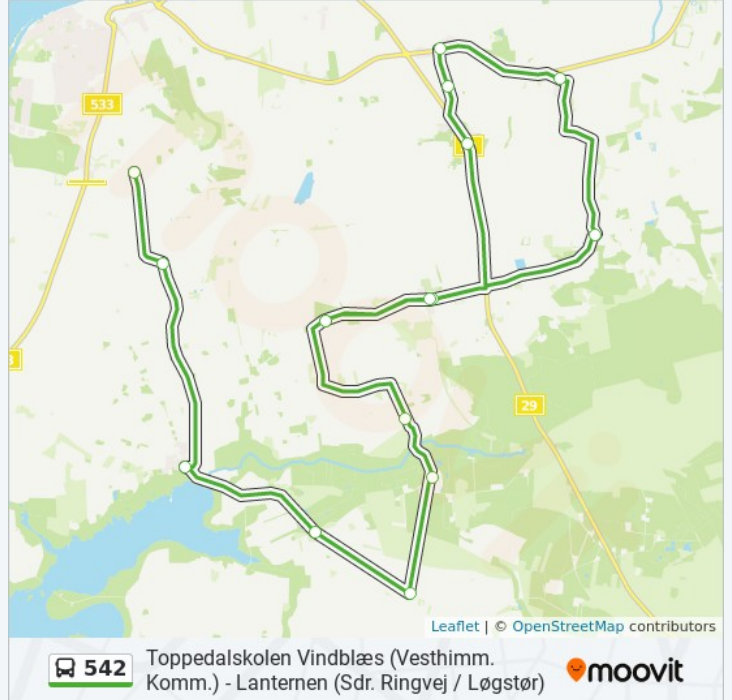 533
29
Leaflet | © OpenStreetMap contributors
542
Toppedalskolen Vindblæs (Vesthimm.
Komm.) - Lanternen (Sdr. Ringvej / Løgstør)
moovit